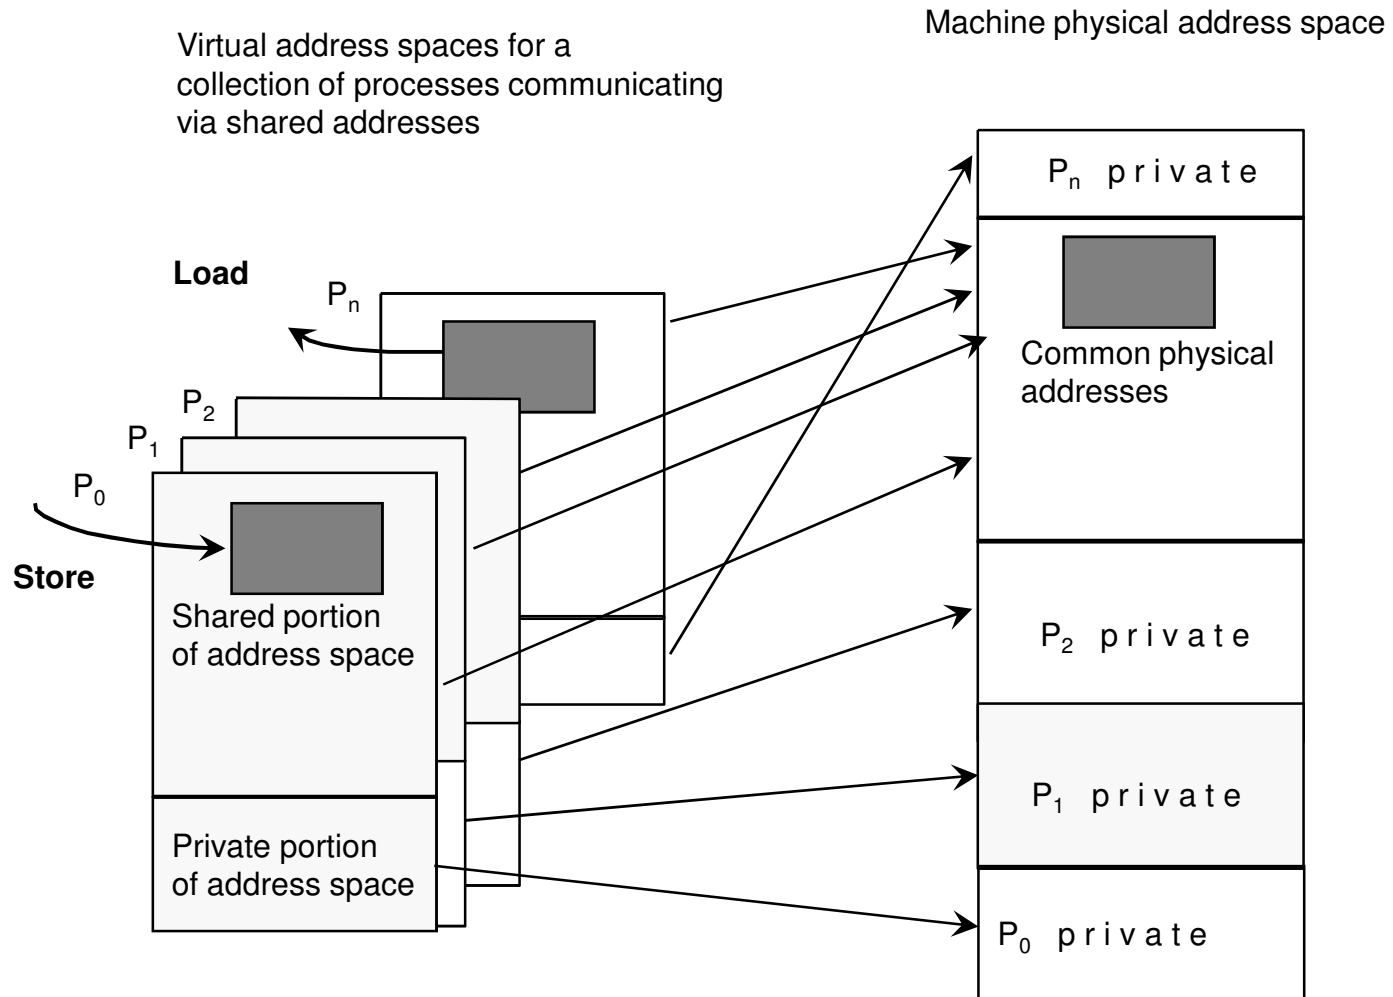 Machine physical address space
Virtual address spaces for a
collection of processes communicating
via shared addresses
Pn private
Load
Pn
Common physical
addresses
P2
P1
P0
Store
Shared portion
of address space
P2 private
P1 private
Private portion
of address space
P0 private